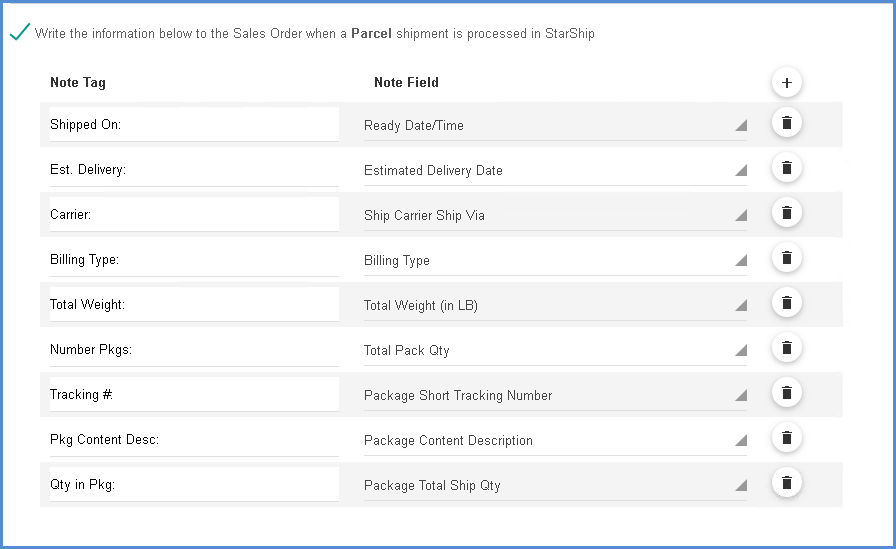 Write the information below to the Sales Order when a Parcel shipment is processed in StarShip
Note Tag Note Field
Shipped On: Ready Date/Time
Est. Delivery: Estimated Delivery Date
Carrier: Ship Carrier Ship Via
Billing Type: Billing Type
Total Weight: Total Weight (in LB)
Number Pkgs: Total Pack Qty
Tracking #: Package Short Tracking Number
Pkg Content Desc: Package Content Description
Qty in Pkg: Package Total Ship Qty